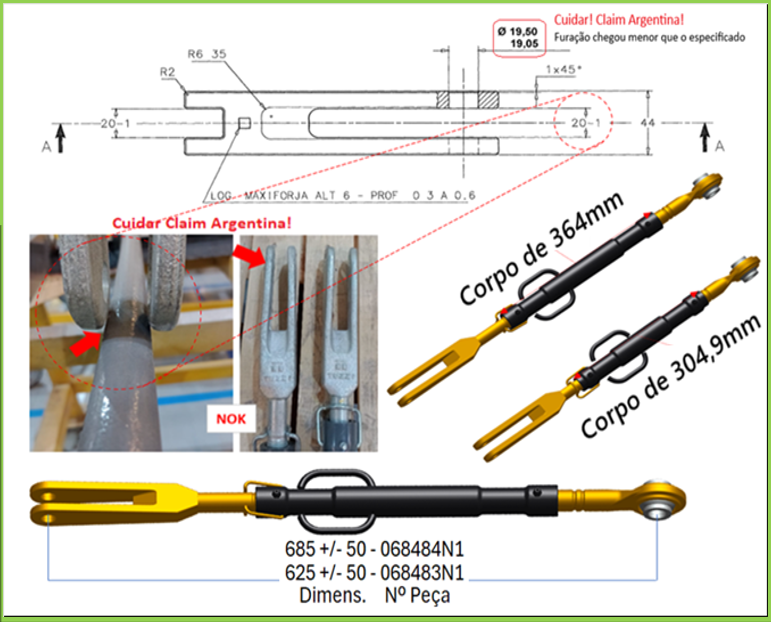 Cuidar! Claim Argentina!
Furação chegou menor que o especificado
Ø 19,50
19,05
R6 35
R2
1x45°
20-1
20-1
44
A
A
LOG. MAXIFORJA ALT 6 - PROF 0 3 A 0.6
Cuidar Claim Argentina!
NOK
Corpo de 364mm
Corpo de 304,9mm
685 +/- 50 - 068484N1
625 +/- 50 - 068483N1
Dimens. Nº Peça